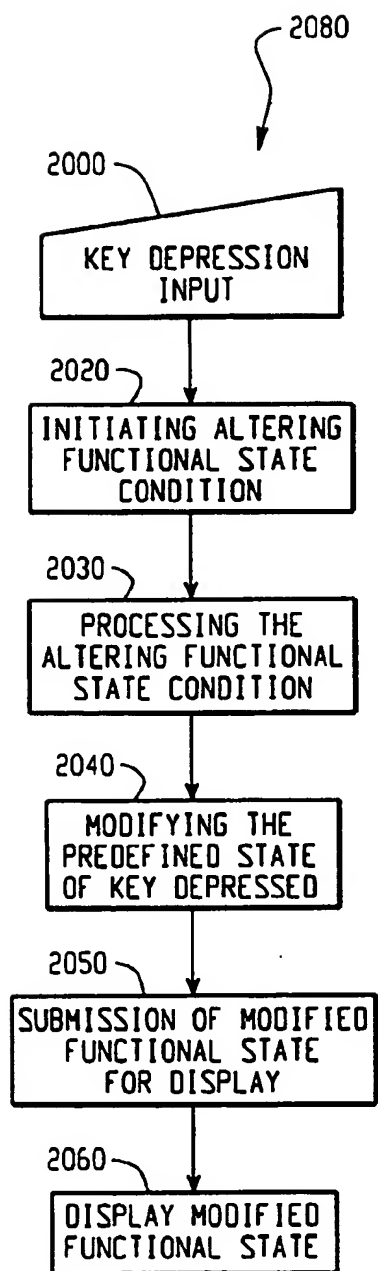 2080
2000
KEY DEPRESSION
INPUT
2020
INITIATING ALTERING
FUNCTIONAL STATE
CONDITION
2030
PROCESSING THE
ALTERING FUNCTIONAL
STATE CONDITION
2040
MODIFYING THE
PREDEFINED STATE
OF KEY DEPRESSED
2050
SUBMISSION OF MODIFIED
FUNCTIONAL STATE
FOR DISPLAY
2060
DISPLAY MODIFIED
FUNCTIONAL STATE